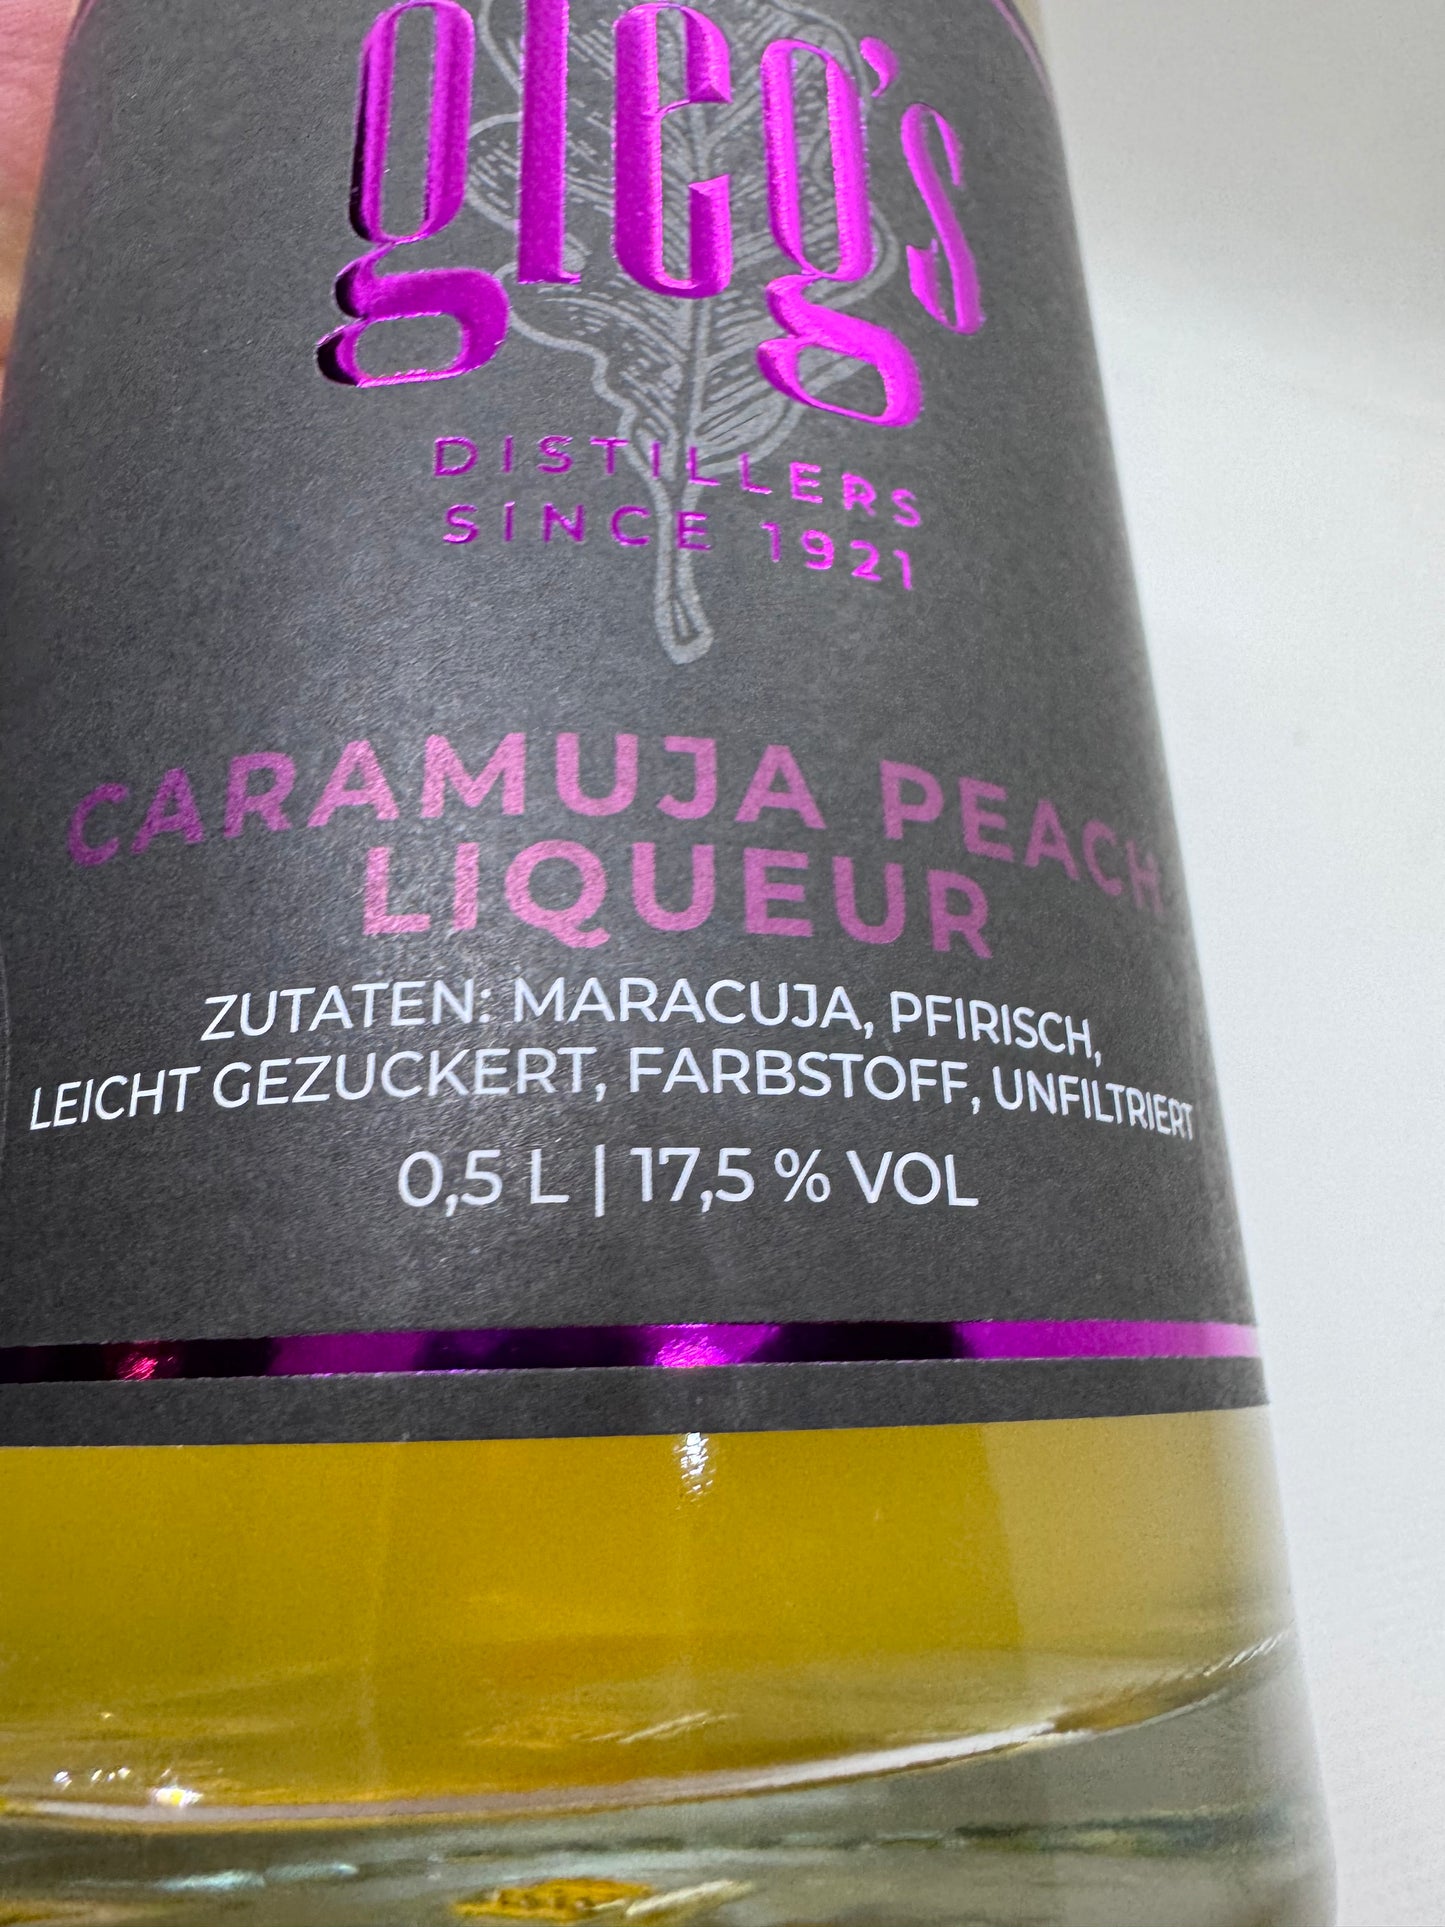 gleg's
DISTILLERS
SINCE 1921
CARAMUJA PEACH
LIQUEUR
ZUTATEN: MARACUJA, PFIRISCH,
LEICHT GEZUCKERT, FARBSTOFF, UNFILTRIERT
0,5 L | 17,5 % VOL